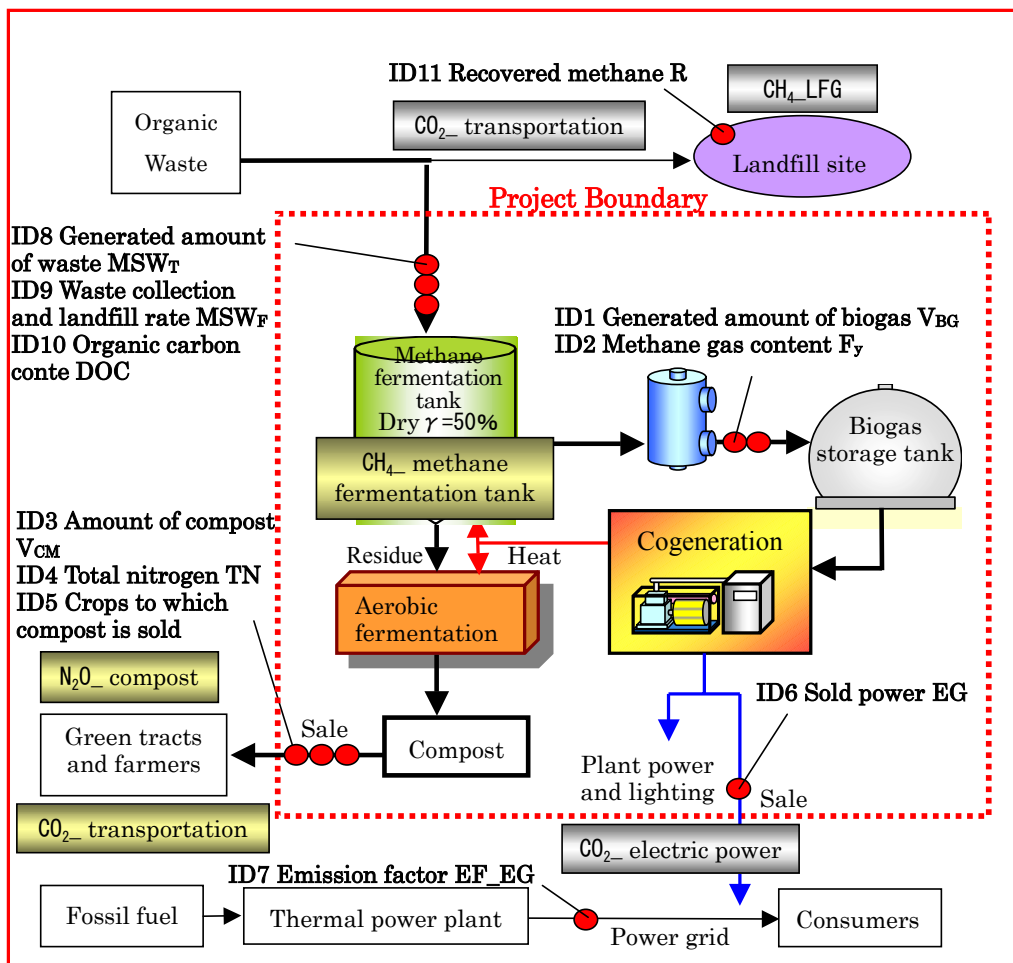 ID11 Recovered methane R
CH₄_LFG
Organic
Waste
CO₂_ transportation
Landfill site
Project Boundary
ID8 Generated amount
of waste MSWT
ID9 Waste collection
and landfill rate MSWF
ID10 Organic carbon
conte DOC
ID1 Generated amount of biogas VBG
ID2 Methane gas content Fy
Methane
fermentation
tank
Dry γ=50%
CH₄_ methane
fermentation tank
Biogas
storage tank
ID3 Amount of compost
VCM
ID4 Total nitrogen TN
ID5 Crops to which
compost is sold
Residue
Heat
Cogeneration
Aerobic
fermentation
N₂O_ compost
ID6 Sold power EG
Green tracts
and farmers
Sale
Compost
Plant power
and lighting
Sale
CO₂_ transportation
CO₂_ electric power
ID7 Emission factor EF_EG
Fossil fuel
Thermal power plant
Power grid
Consumers